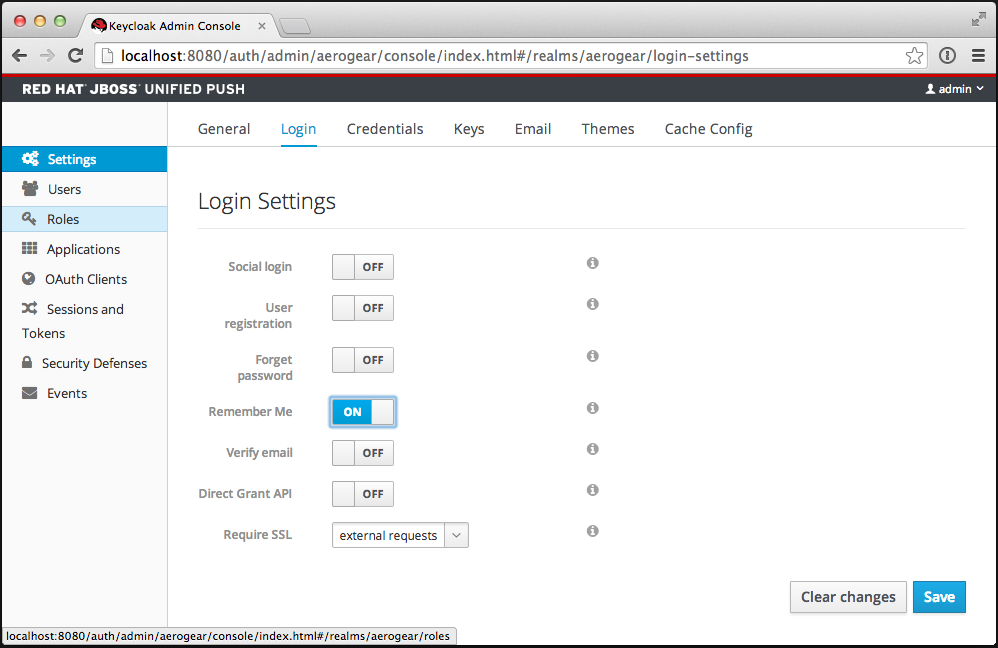 Keycloak Admin Console
localhost:8080/auth/admin/aerogear/console/index.html#/realms/aerogear/login-settings
RED HAT JBOSS UNIFIED PUSH
admin
General Login Credentials Keys Email Themes Cache Config
Settings
Users
Roles
Applications
OAuth Clients
Sessions and
Tokens
Security Defenses
Events
Login Settings
Social login OFF
User
registration OFF
Forget
password OFF
Remember Me ON
Verify email OFF
Direct Grant API OFF
Require SSL external requests
Clear changes Save
localhost:8080/auth/admin/aerogear/console/index.html#/realms/aerogear/roles